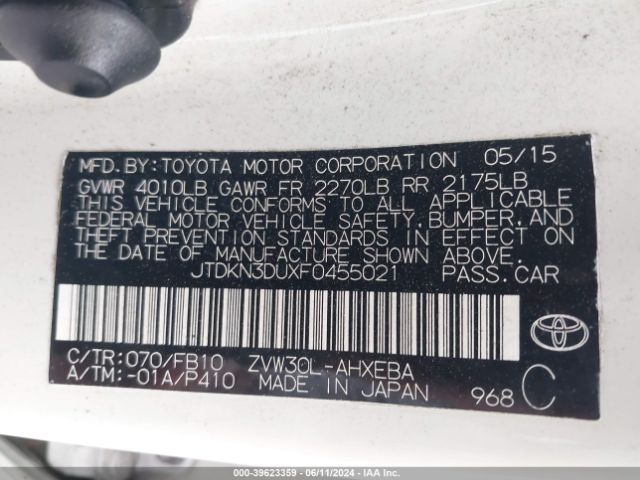 MFD.BY:TOYOTA MOTOR CORPORATION 05/15
GVWR 4010LB GAWR FR 2270LB RR 2175LB
THIS VEHICLE CONFORMS TO ALL APPLICABLE
FEDERAL MOTOR VEHICLE SAFETY,BUMPER,AND
THEFT PREVENTION STANDARDS IN EFFECT ON
THE DATE OF MANUFACTURE SHOWN ABOVE.
JTDKN3DUXF0455021 PASS.CAR
C/TR:070/FB10 ZVW30L-AHXEBA
A/TM:-01A/P410 MADE IN JAPAN 968 C
000-39623359 / 06/11/2024 - IAA Inc.